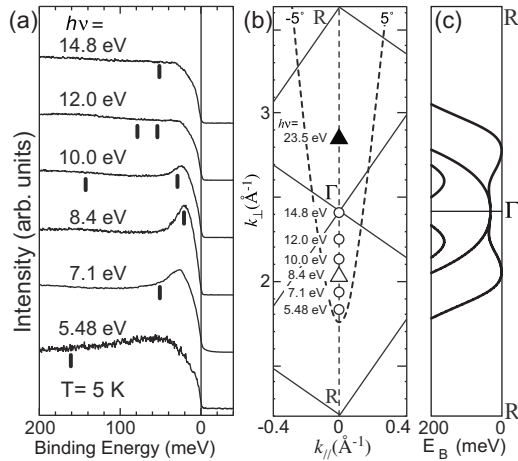 (a)
hν=
14.8 eV
12.0 eV
10.0 eV
8.4 eV
7.1 eV
5.48 eV
T= 5 K
Intensity (arb. units)
200 100 0
Binding Energy (meV)
(b)
-5° 5°
R
3
hν=
23.5 eV
Γ
14.8 eV
12.0 eV
10.0 eV
8.4 eV
7.1 eV
5.48 eV
2
R
k⊥(Å⁻¹)
-0.4 0 0.4
k//(Å⁻¹)
(c)
R
Γ
R
200 0
E_B (meV)